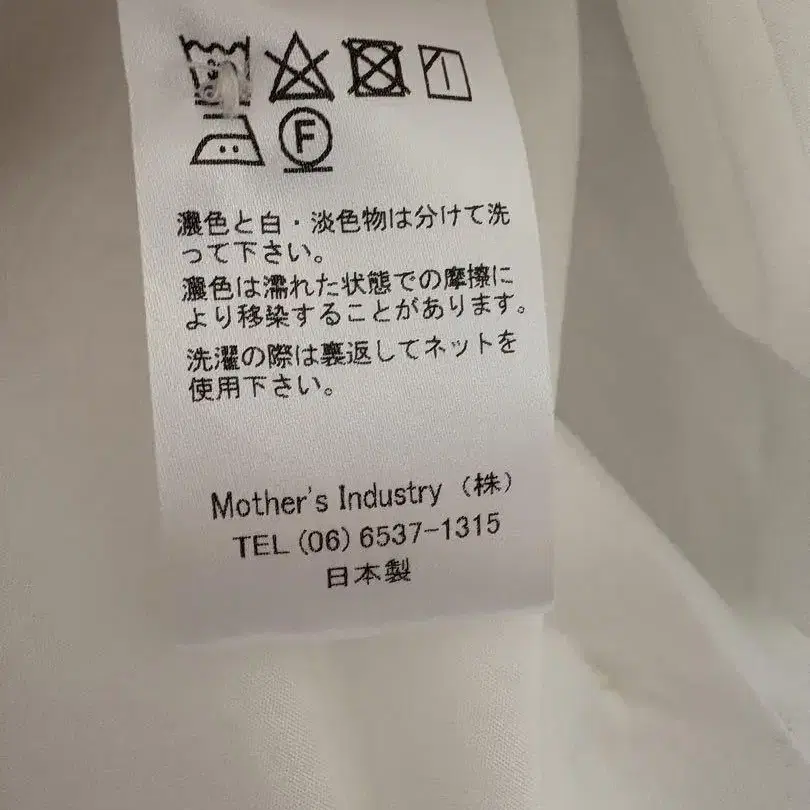 F
濃色と白・淡色物は分けて洗
って下さい。
濃色は濡れた状態での摩擦に
より移染することがあります。
洗濯の際は裏返してネットを
使用下さい。
Mother's Industry (株)
TEL (06) 6537-1315
日本製